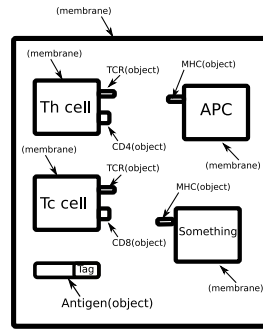 (membrane)
(membrane)
TCR(object)
MHC(object)
Th cell
APC
CD4(object)
(membrane)
(membrane)
TCR(object)
MHC(object)
Tc cell
Something
CD8(object)
Tag
(membrane)
Antigen(object)